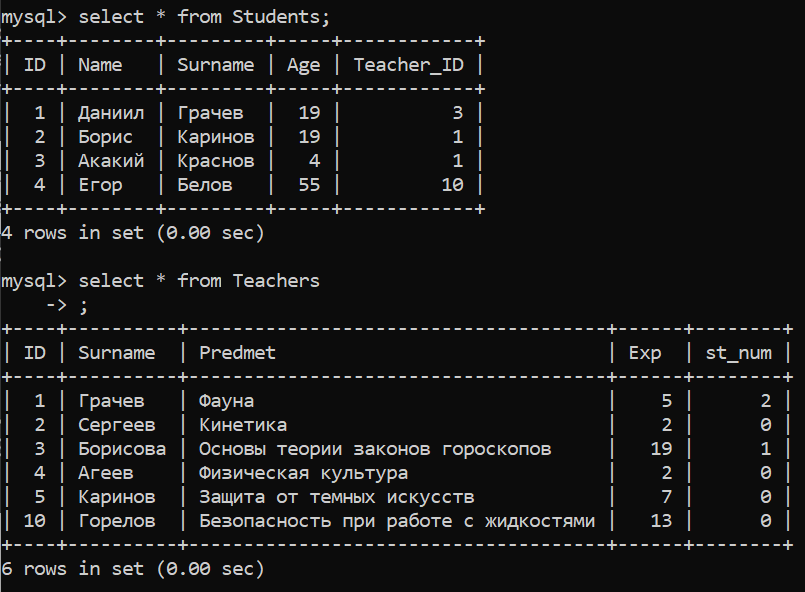 mysql> select * from Students;
+----+--------+---------+-----+------------+
| ID | Name   | Surname | Age | Teacher_ID |
+----+--------+---------+-----+------------+
|  1 | Даниил | Грачев  |  19 |          3 |
|  2 | Борис  | Каринов |  19 |          1 |
|  3 | Акакий | Краснов |   4 |          1 |
|  4 | Егор   | Белов   |  55 |         10 |
+----+--------+---------+-----+------------+
4 rows in set (0.00 sec)
mysql> select * from Teachers
    -> ;
+----+----------+--------------------------------------+------+--------+
| ID | Surname  | Predmet                              | Exp  | st_num |
+----+----------+--------------------------------------+------+--------+
|  1 | Грачев   | Фауна                                |    5 |      2 |
|  2 | Сергеев  | Кинетика                             |    2 |      0 |
|  3 | Борисова | Основы теории законов гороскопов     |   19 |      1 |
|  4 | Агеев    | Физическая культура                  |    2 |      0 |
|  5 | Каринов  | Защита от темных искусств            |    7 |      0 |
| 10 | Горелов  | Безопасность при работе с жидкостями |   13 |      0 |
+----+----------+--------------------------------------+------+--------+
6 rows in set (0.00 sec)